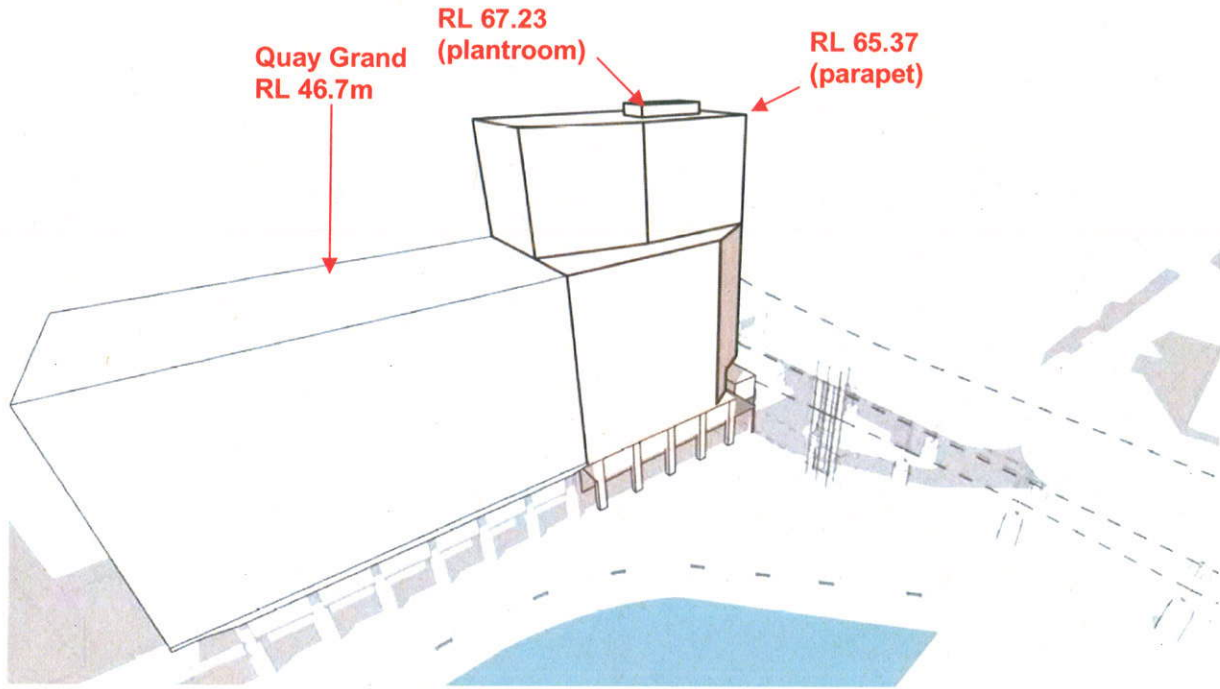 RL 67.23
(plantroom)
RL 65.37
(parapet)
Quay Grand
RL 46.7m